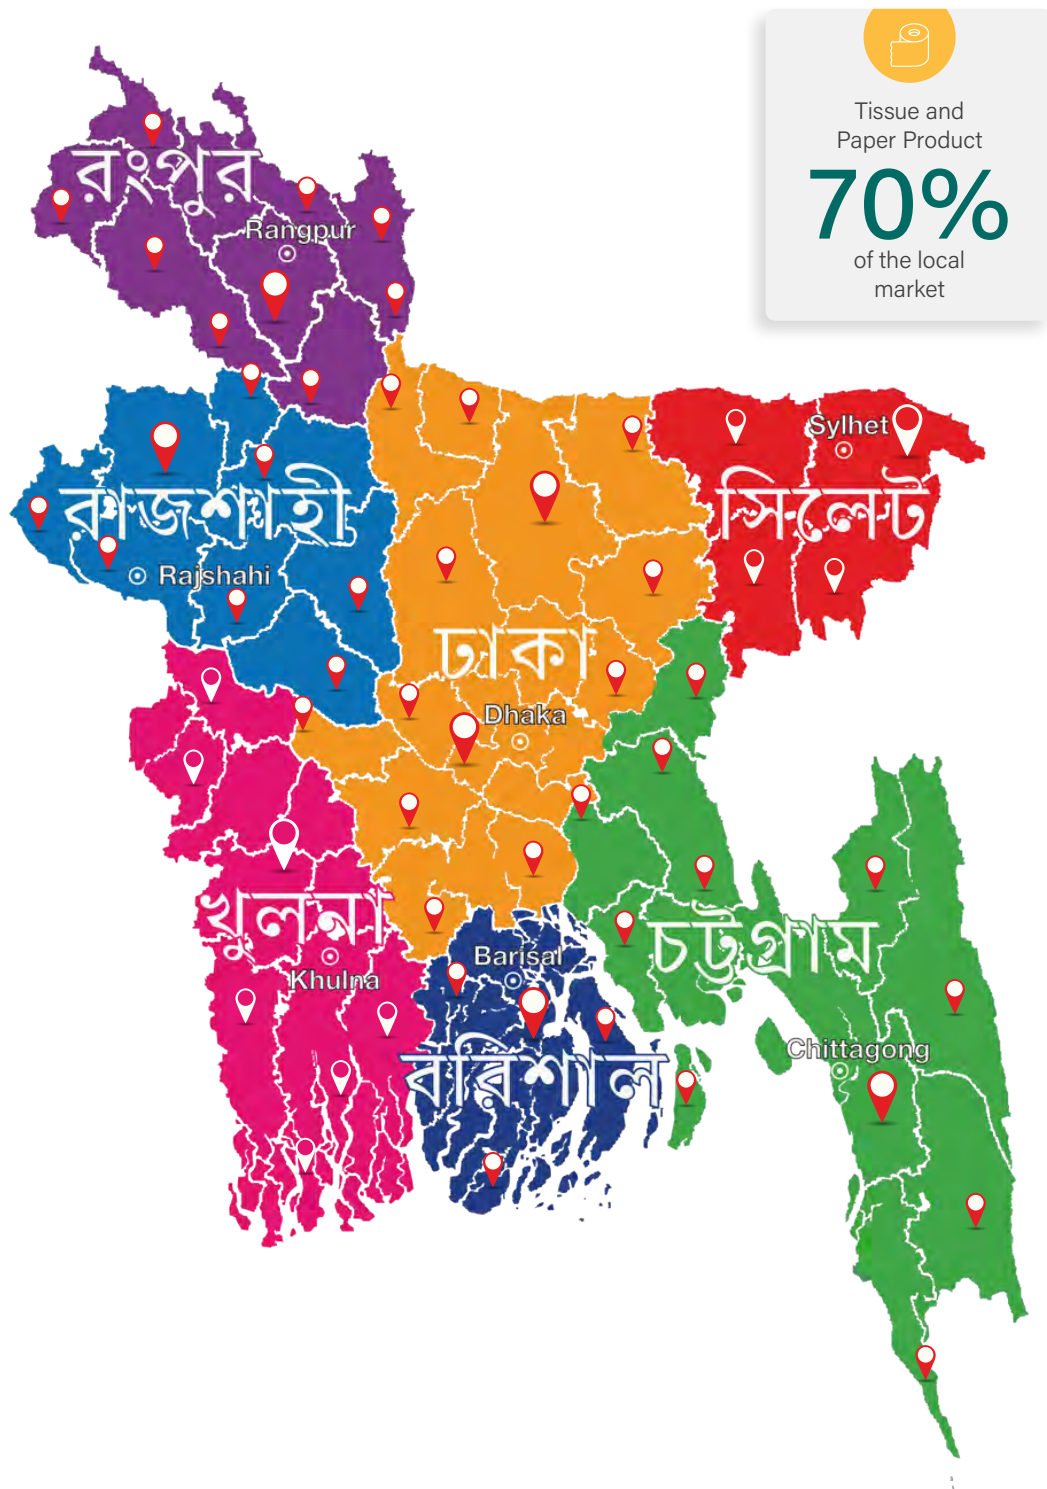 Tissue and
Paper Product
70%
of the local
market
রংপুর
Rangpur
Sylhet
রাজশাহী
সিলেট
Rajshahi
ঢাকা
Dhaka
খুলনা
Khulna
চট্টগ্রাম
Barisal
বরিশাল
Chittagong